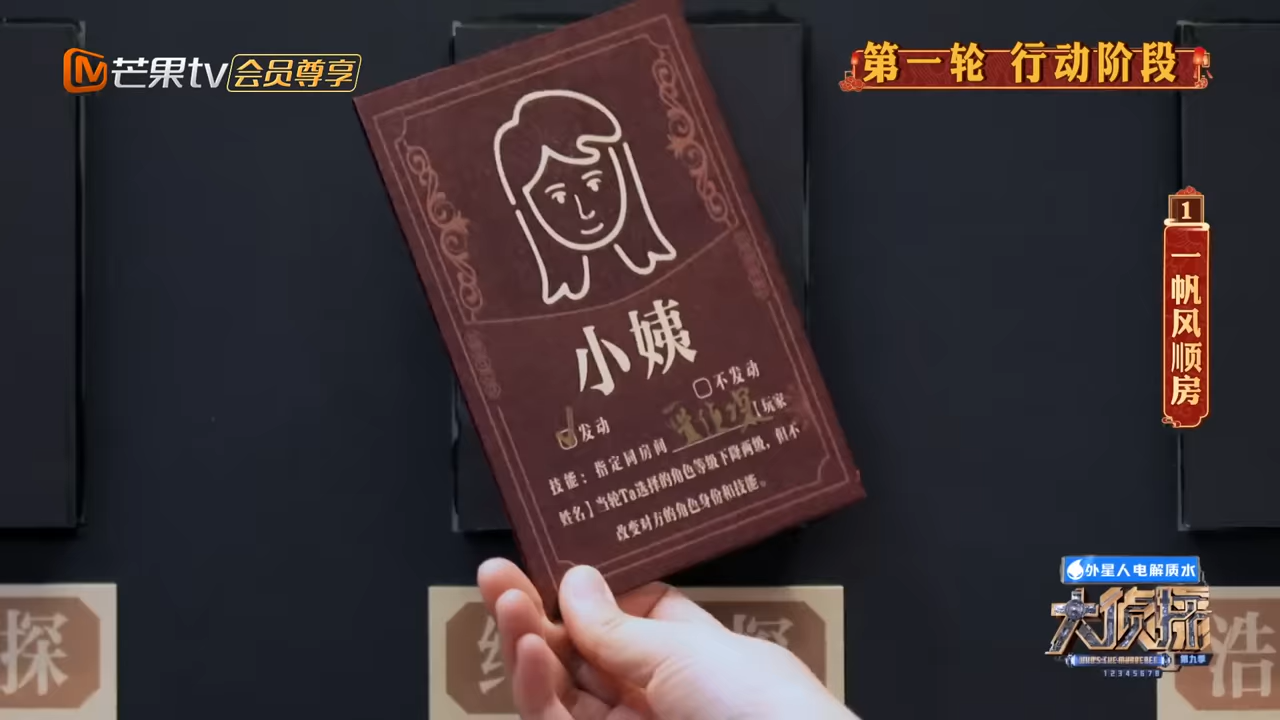 芒果tv会员尊享
第一轮 行动阶段
1
一帆风顺房
小姨
发动
不发动
技能：指定同房间 [玩家
姓名］当轮Ta选择的角色等级下降两级，但不
改变对方的角色身份和技能。
外星人电解质水
大侦探
第九季
12345678
探
探
浩